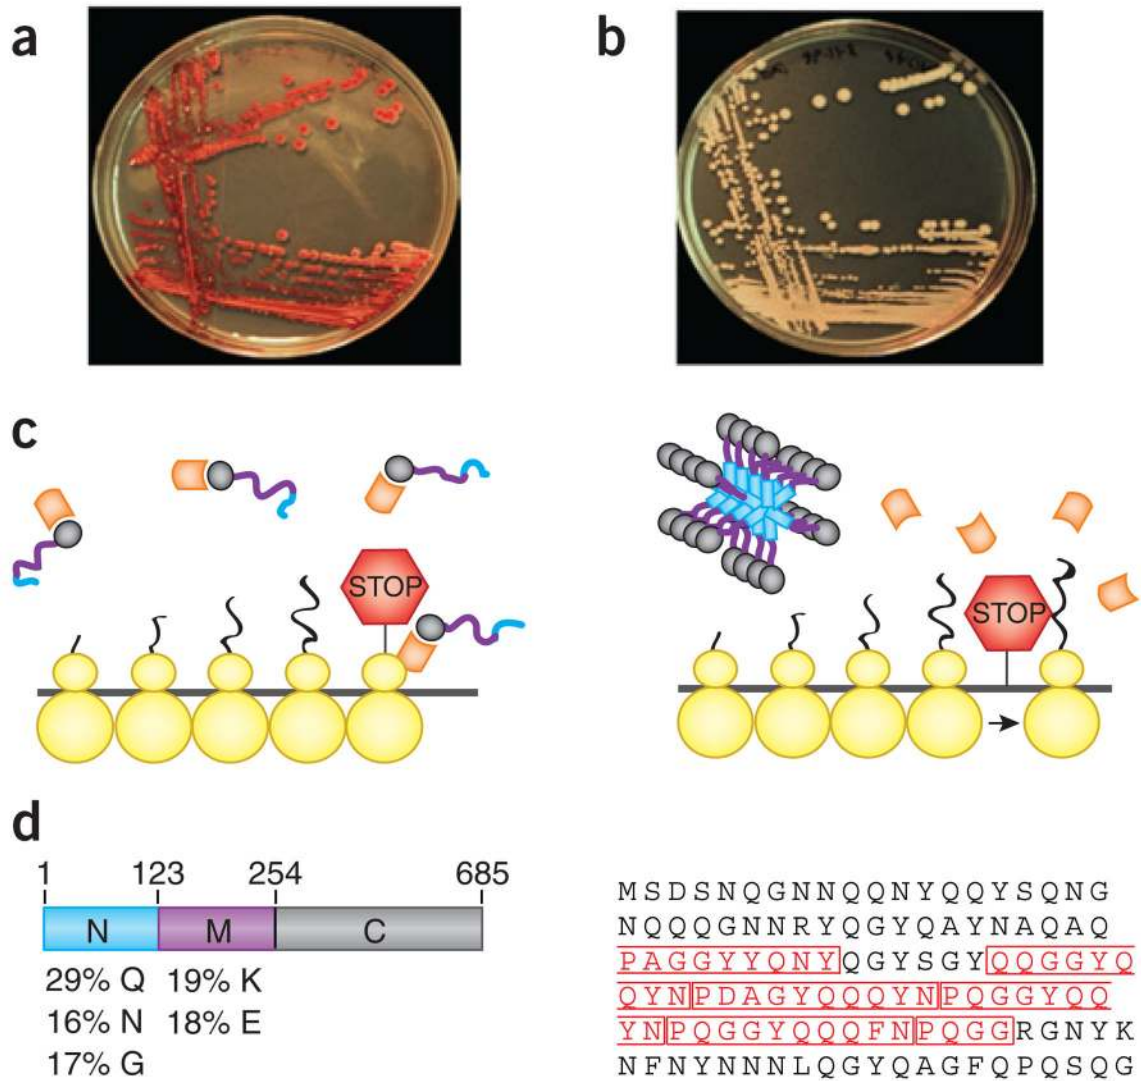 a
b
c
STOP
STOP
d
1 123 254 685
N M C
29% Q 19% K
16% N 18% E
17% G
MSDSNQGNNQQNYQQYSQNG
NQQQGNNRYQGYQAYNAQAQ
PAGGYYQNYQGYSGYQQGGYQ
QYNPDAGYQQQYNPQGGYQQ
YNPQGGYQQQFNPQGGRGNYK
NFNYNNNLQGYQAGFQPQSQG